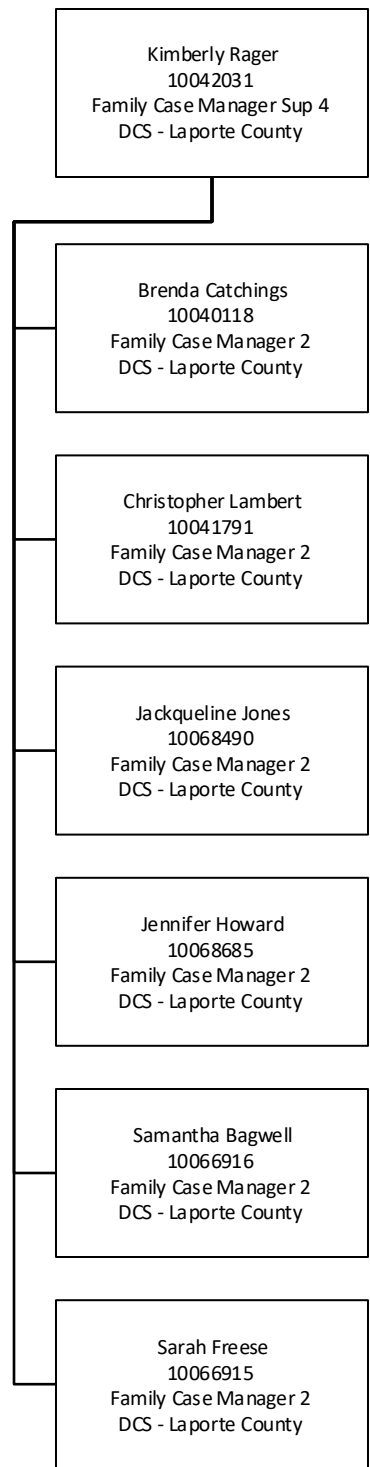 Kimberly Rager
10042031
Family Case Manager Sup 4
DCS - Laporte County
Brenda Catchings
10040118
Family Case Manager 2
DCS - Laporte County
Christopher Lambert
10041791
Family Case Manager 2
DCS - Laporte County
Jackqueline Jones
10068490
Family Case Manager 2
DCS - Laporte County
Jennifer Howard
10068685
Family Case Manager 2
DCS - Laporte County
Samantha Bagwell
10066916
Family Case Manager 2
DCS - Laporte County
Sarah Freese
10066915
Family Case Manager 2
DCS - Laporte County